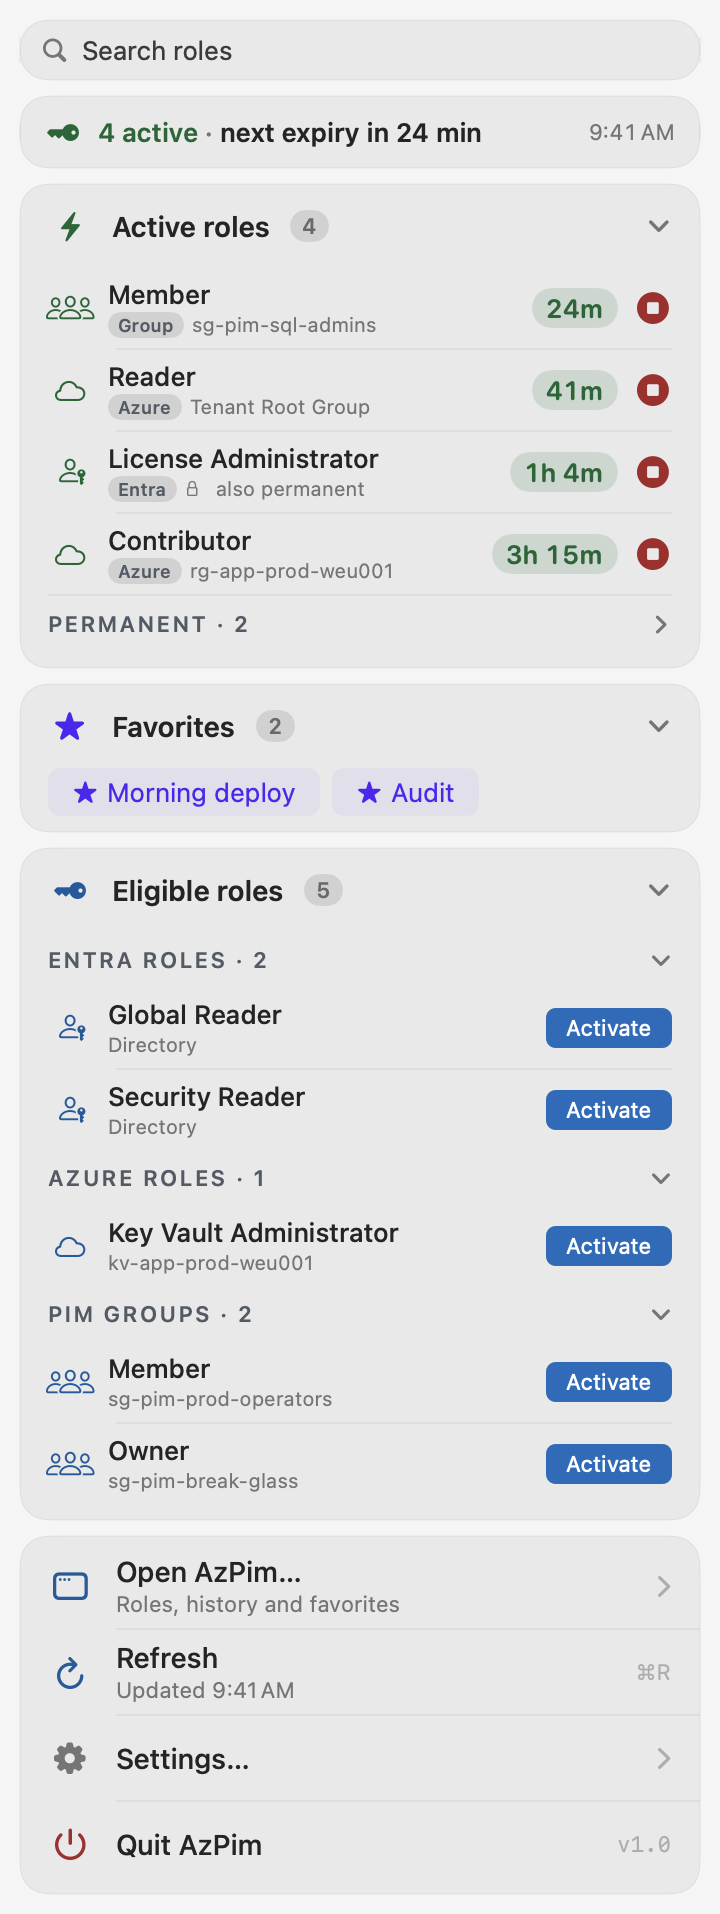 Search roles
4 active · next expiry in 24 min 9:41 AM
Active roles 4
Member
Group sg-pim-sql-admins
24m
Reader
Azure Tenant Root Group
41m
License Administrator
Entra also permanent
1h 4m
Contributor
Azure rg-app-prod-weu001
3h 15m
PERMANENT · 2
Favorites 2
Morning deploy Audit
Eligible roles 5
ENTRA ROLES · 2
Global Reader
Directory
Activate
Security Reader
Directory
Activate
AZURE ROLES · 1
Key Vault Administrator
kv-app-prod-weu001
Activate
PIM GROUPS · 2
Member
sg-pim-prod-operators
Activate
Owner
sg-pim-break-glass
Activate
Open AzPim...
Roles, history and favorites
Refresh
Updated 9:41 AM
⌘R
Settings...
Quit AzPim v1.0